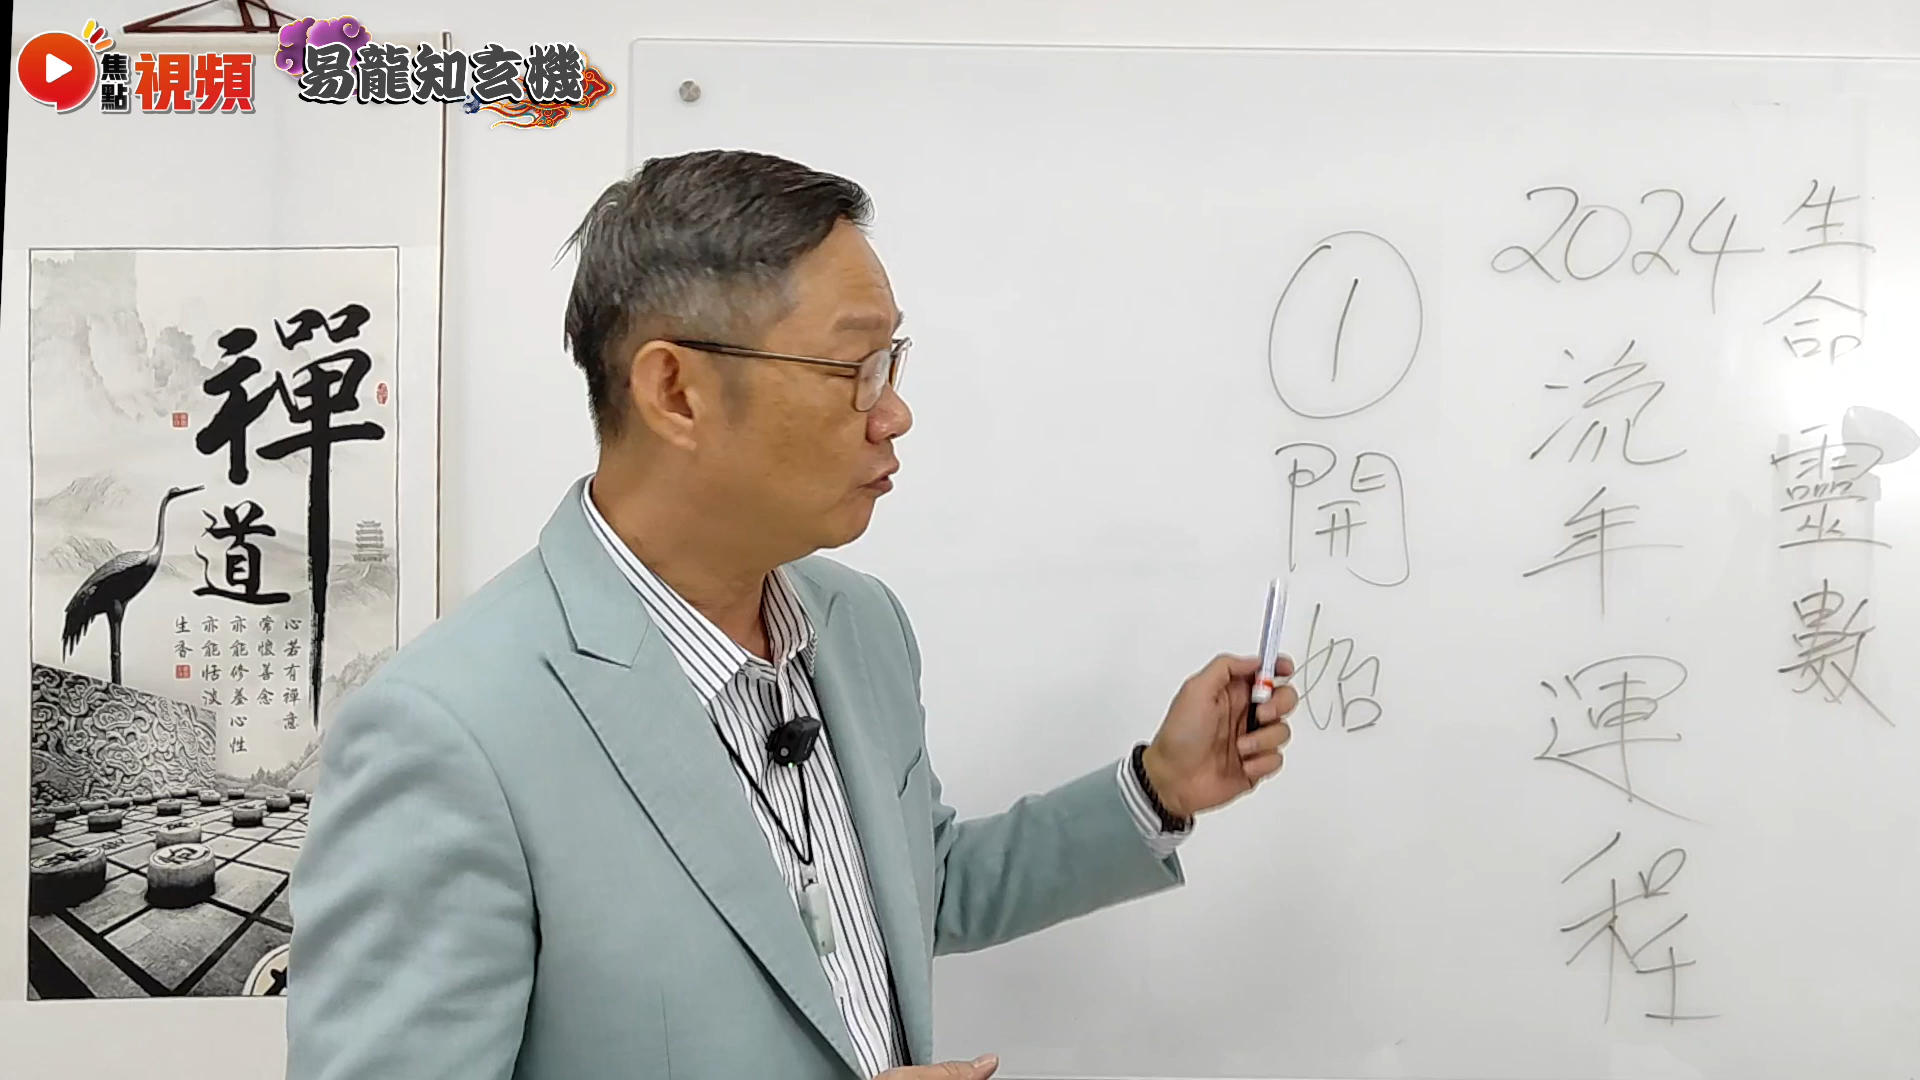 焦點視頻
易龍知玄機
生命靈數
2024流年運程
①開始
禪道
心若有禪意
常懷善念
亦能修養心性
亦能恬淡
生香